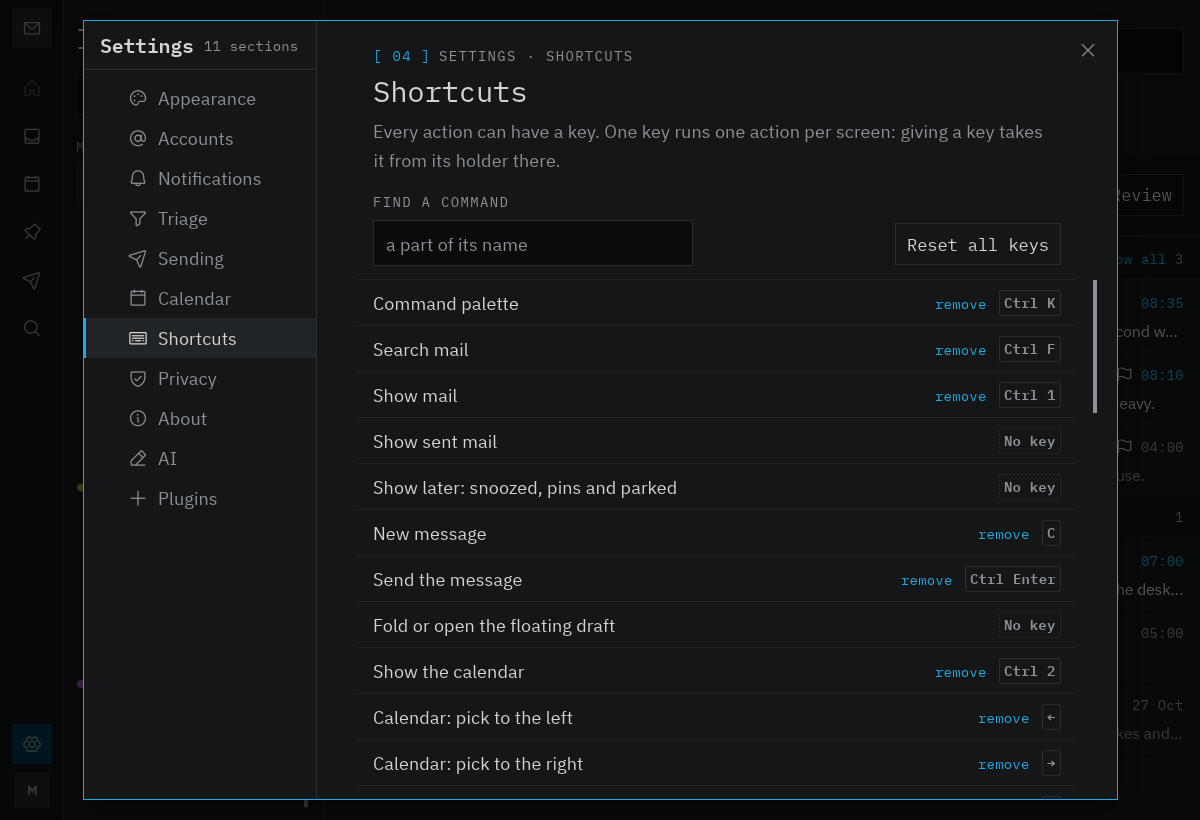 Settings 11 sections
Appearance
Accounts
Notifications
Triage
Sending
Calendar
Shortcuts
Privacy
About
AI
Plugins
[ 04 ] SETTINGS · SHORTCUTS
Shortcuts
Every action can have a key. One key runs one action per screen: giving a key takes
it from its holder there.
FIND A COMMAND
a part of its name
Reset all keys
Command palette remove Ctrl K
Search mail remove Ctrl F
Show mail remove Ctrl 1
Show sent mail No key
Show later: snoozed, pins and parked No key
New message remove C
Send the message remove Ctrl Enter
Fold or open the floating draft No key
Show the calendar remove Ctrl 2
Calendar: pick to the left remove ←
Calendar: pick to the right remove →
Review
all 3
08:35
08:10
04:00
1
07:00
05:00
27 Oct
M